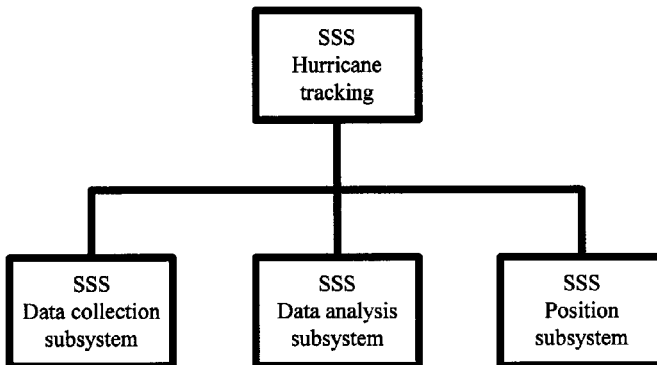 SSS
Hurricane
tracking
SSS
Data collection
subsystem
SSS
Data analysis
subsystem
SSS
Position
subsystem